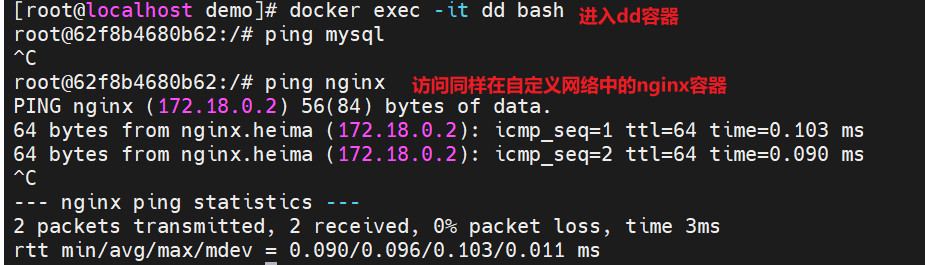 [root@localhost demo]# docker exec -it dd bash 进入dd容器
root@62f8b4680b62:/# ping mysql
^C
root@62f8b4680b62:/# ping nginx 访问同样在自定义网络中的nginx容器
PING nginx (172.18.0.2) 56(84) bytes of data.
64 bytes from nginx.heima (172.18.0.2): icmp_seq=1 ttl=64 time=0.103 ms
64 bytes from nginx.heima (172.18.0.2): icmp_seq=2 ttl=64 time=0.090 ms
^C
--- nginx ping statistics ---
2 packets transmitted, 2 received, 0% packet loss, time 3ms
rtt min/avg/max/mdev = 0.090/0.096/0.103/0.011 ms